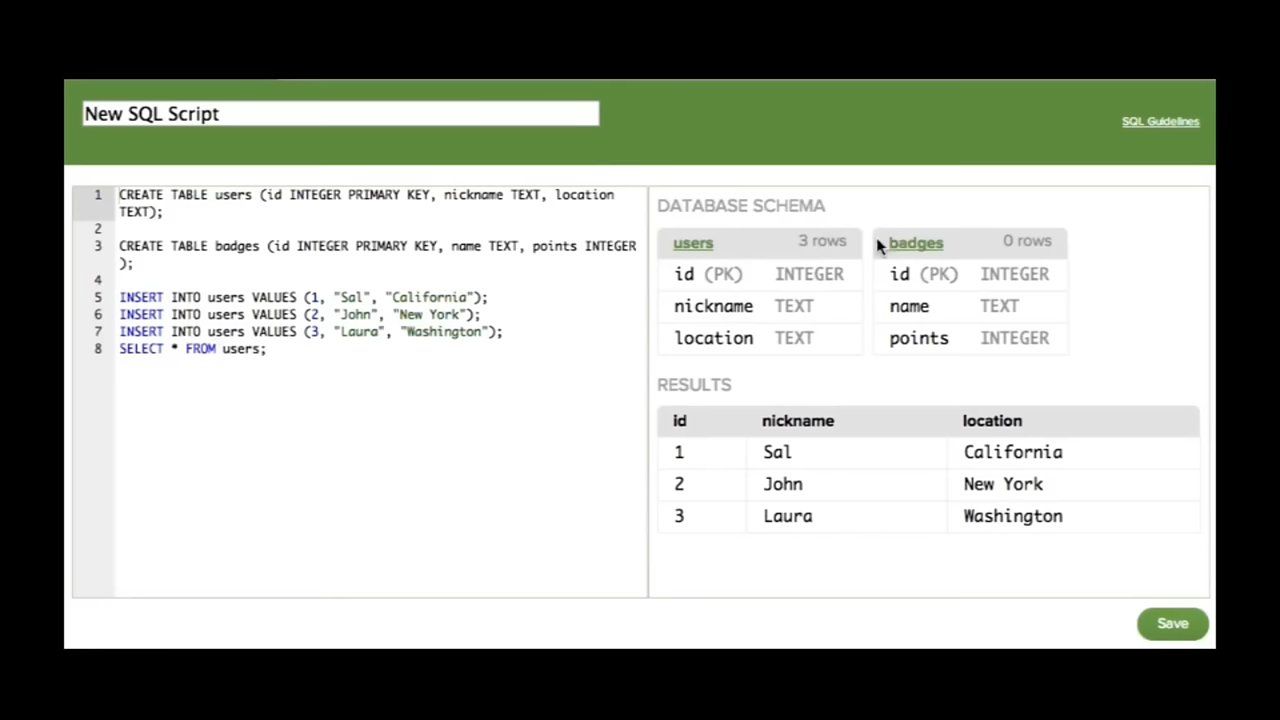 New SQL Script
SQL Guidelines
1 CREATE TABLE users (id INTEGER PRIMARY KEY, nickname TEXT, location
TEXT);
2
3 CREATE TABLE badges (id INTEGER PRIMARY KEY, name TEXT, points INTEGER
);
4
5 INSERT INTO users VALUES (1, "Sal", "California");
6 INSERT INTO users VALUES (2, "John", "New York");
7 INSERT INTO users VALUES (3, "Laura", "Washington");
8 SELECT * FROM users;
DATABASE SCHEMA
users 3 rows
id (PK) INTEGER
nickname TEXT
location TEXT
badges 0 rows
id (PK) INTEGER
name TEXT
points INTEGER
RESULTS
id nickname location
1 Sal California
2 John New York
3 Laura Washington
Save